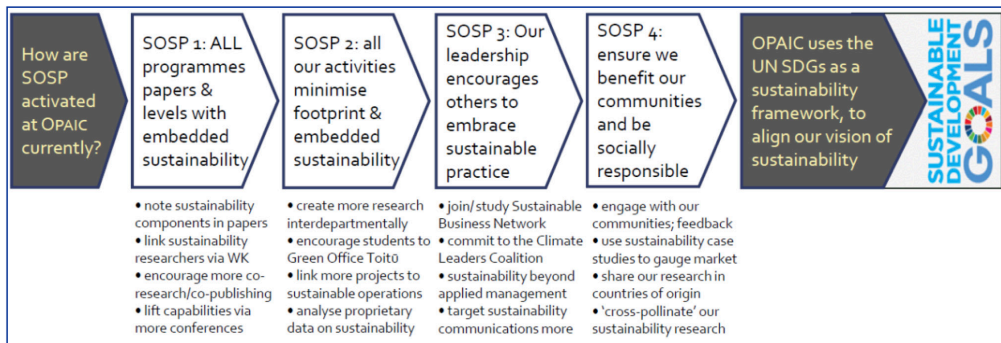 How are
SOSP
activated
at OPAIC
currently?
SOSP 1: ALL
programmes
papers &
levels with
embedded
sustainability
SOSP 2: all
our activities
minimise
footprint &
embedded
sustainability
SOSP 3: Our
leadership
encourages
others to
embrace
sustainable
practice
SOSP 4:
ensure we
benefit our
communities
and be
socially
responsible
OPAIC uses the
UN SDGs as a
sustainability
framework, to
align our vision of
sustainability
SUSTAINABLE
DEVELOPMENT
GOALS
• note sustainability
components in papers
• link sustainability
researchers via WK
• encourage more co-
research/co-publishing
• lift capabilities via
more conferences
• create more research
interdepartmentally
• encourage students to
Green Office Toitū
• link more projects to
sustainable operations
• analyse proprietary
data on sustainability
• join/ study Sustainable
Business Network
• commit to the Climate
Leaders Coalition
• sustainability beyond
applied management
• target sustainability
communications more
• engage with our
communities; feedback
• use sustainability case
studies to gauge market
• share our research in
countries of origin
• 'cross-pollinate' our
sustainability research